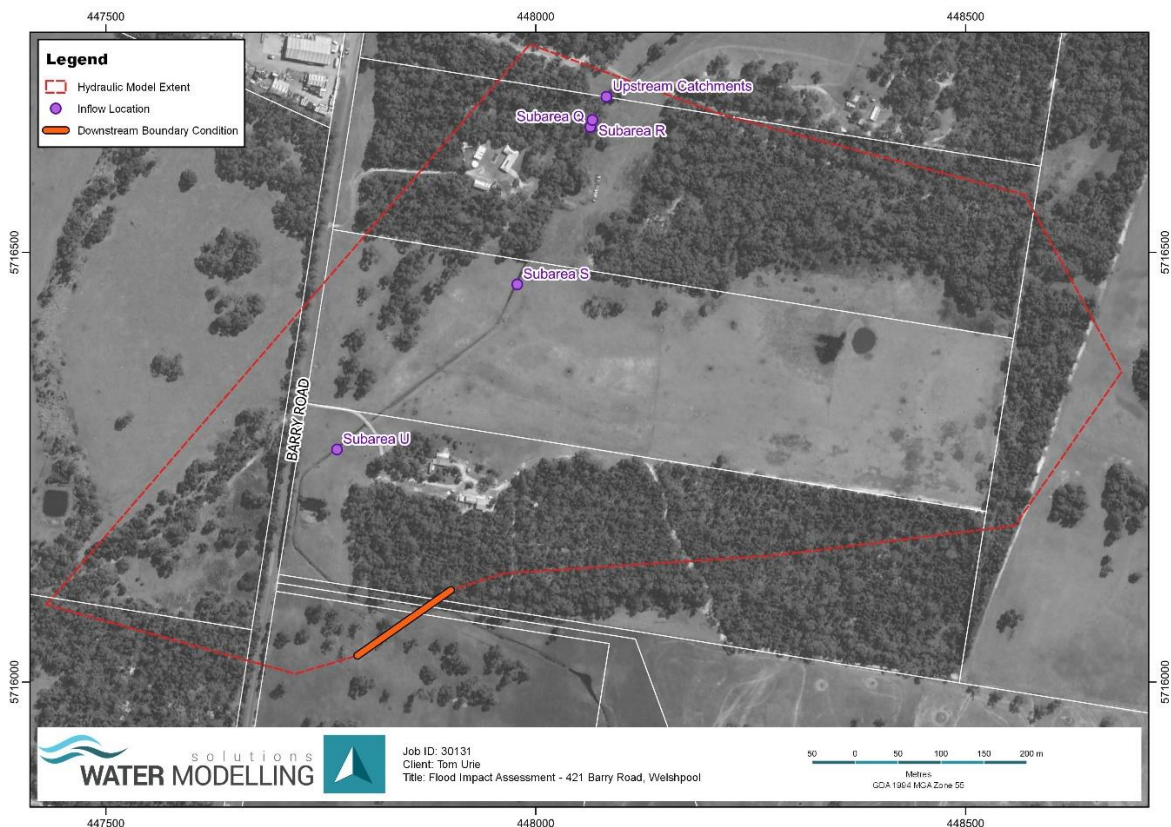 447500
448000
448500
Legend
Hydraulic Model Extent
Inflow Location
Downstream Boundary Condition
Upstream Catchments
Subarea Q
Subarea R
5716500
5716500
Subarea S
BARRY ROAD
Subarea U
5716000
5716000
solutions
WATER MODELLING
Job ID: 30131
Client: Tom Urie
Title: Flood Impact Assessment - 421 Barry Road, Welshpool
50 0 50 100 150 200 m
Metres
GDA 1994 MGA Zone 55
447500
448000
448500